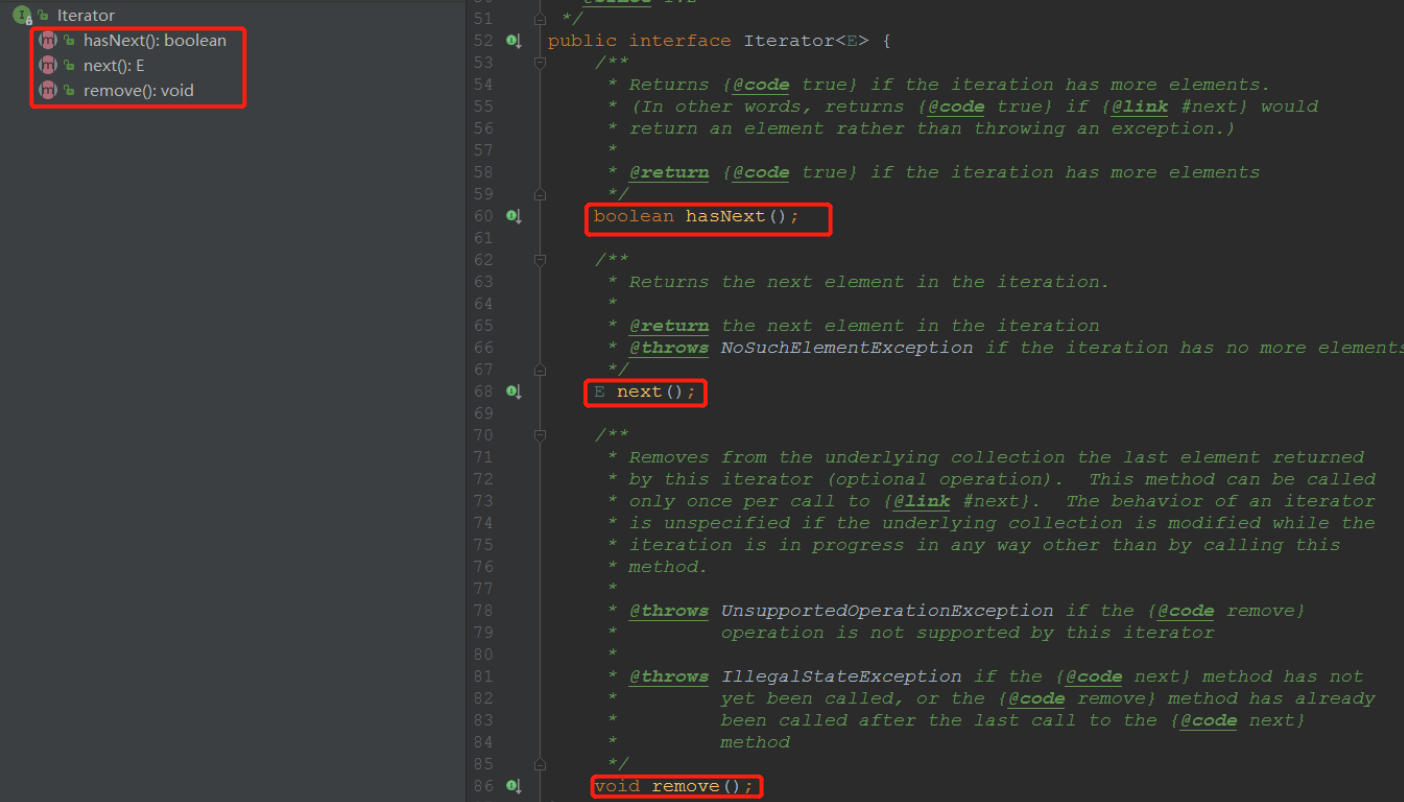 Iterator
hasNext(): boolean
next(): E
remove(): void
51 */
52 public interface Iterator<E> {
53 /**
54 * Returns {@code true} if the iteration has more elements.
55 * (In other words, returns {@code true} if {@link #next} would
56 * return an element rather than throwing an exception.)
57 *
58 * @return {@code true} if the iteration has more elements
59 */
60 boolean hasNext();
61
62 /**
63 * Returns the next element in the iteration.
64 *
65 * @return the next element in the iteration
66 * @throws NoSuchElementException if the iteration has no more elements
67 */
68 E next();
69
70 /**
71 * Removes from the underlying collection the last element returned
72 * by this iterator (optional operation).  This method can be called
73 * only once per call to {@link #next}.  The behavior of an iterator
74 * is unspecified if the underlying collection is modified while the
75 * iteration is in progress in any way other than by calling this
76 * method.
77 *
78 * @throws UnsupportedOperationException if the {@code remove}
79 * operation is not supported by this iterator
80 *
81 * @throws IllegalStateException if the {@code next} method has not
82 * yet been called, or the {@code remove} method has already
83 * been called after the last call to the {@code next}
84 * method
85 */
86 void remove();